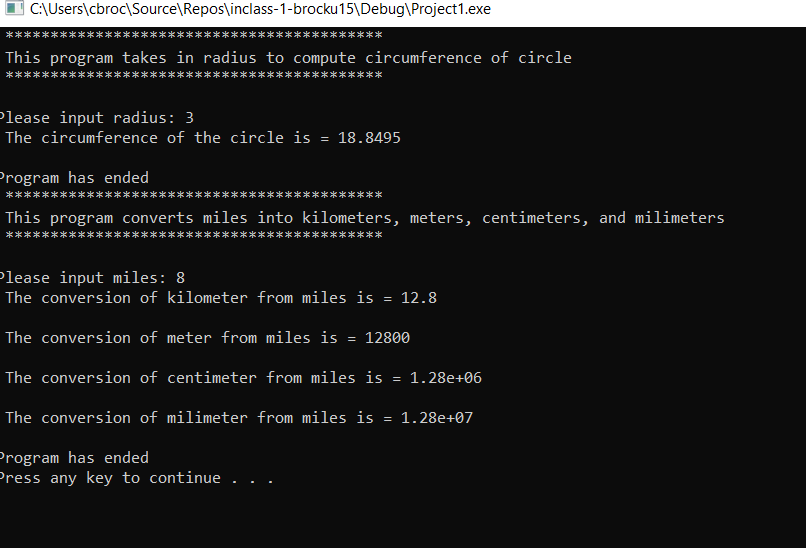 C:\Users\cbroc\Source\Repos\inclass-1-brocku15\Debug\Project1.exe
******************************************
This program takes in radius to compute circumference of circle
******************************************
Please input radius: 3
The circumference of the circle is = 18.8495
Program has ended
******************************************
This program converts miles into kilometers, meters, centimeters, and milimeters
******************************************
Please input miles: 8
The conversion of kilometer from miles is = 12.8
The conversion of meter from miles is = 12800
The conversion of centimeter from miles is = 1.28e+06
The conversion of milimeter from miles is = 1.28e+07
Program has ended
Press any key to continue . . .